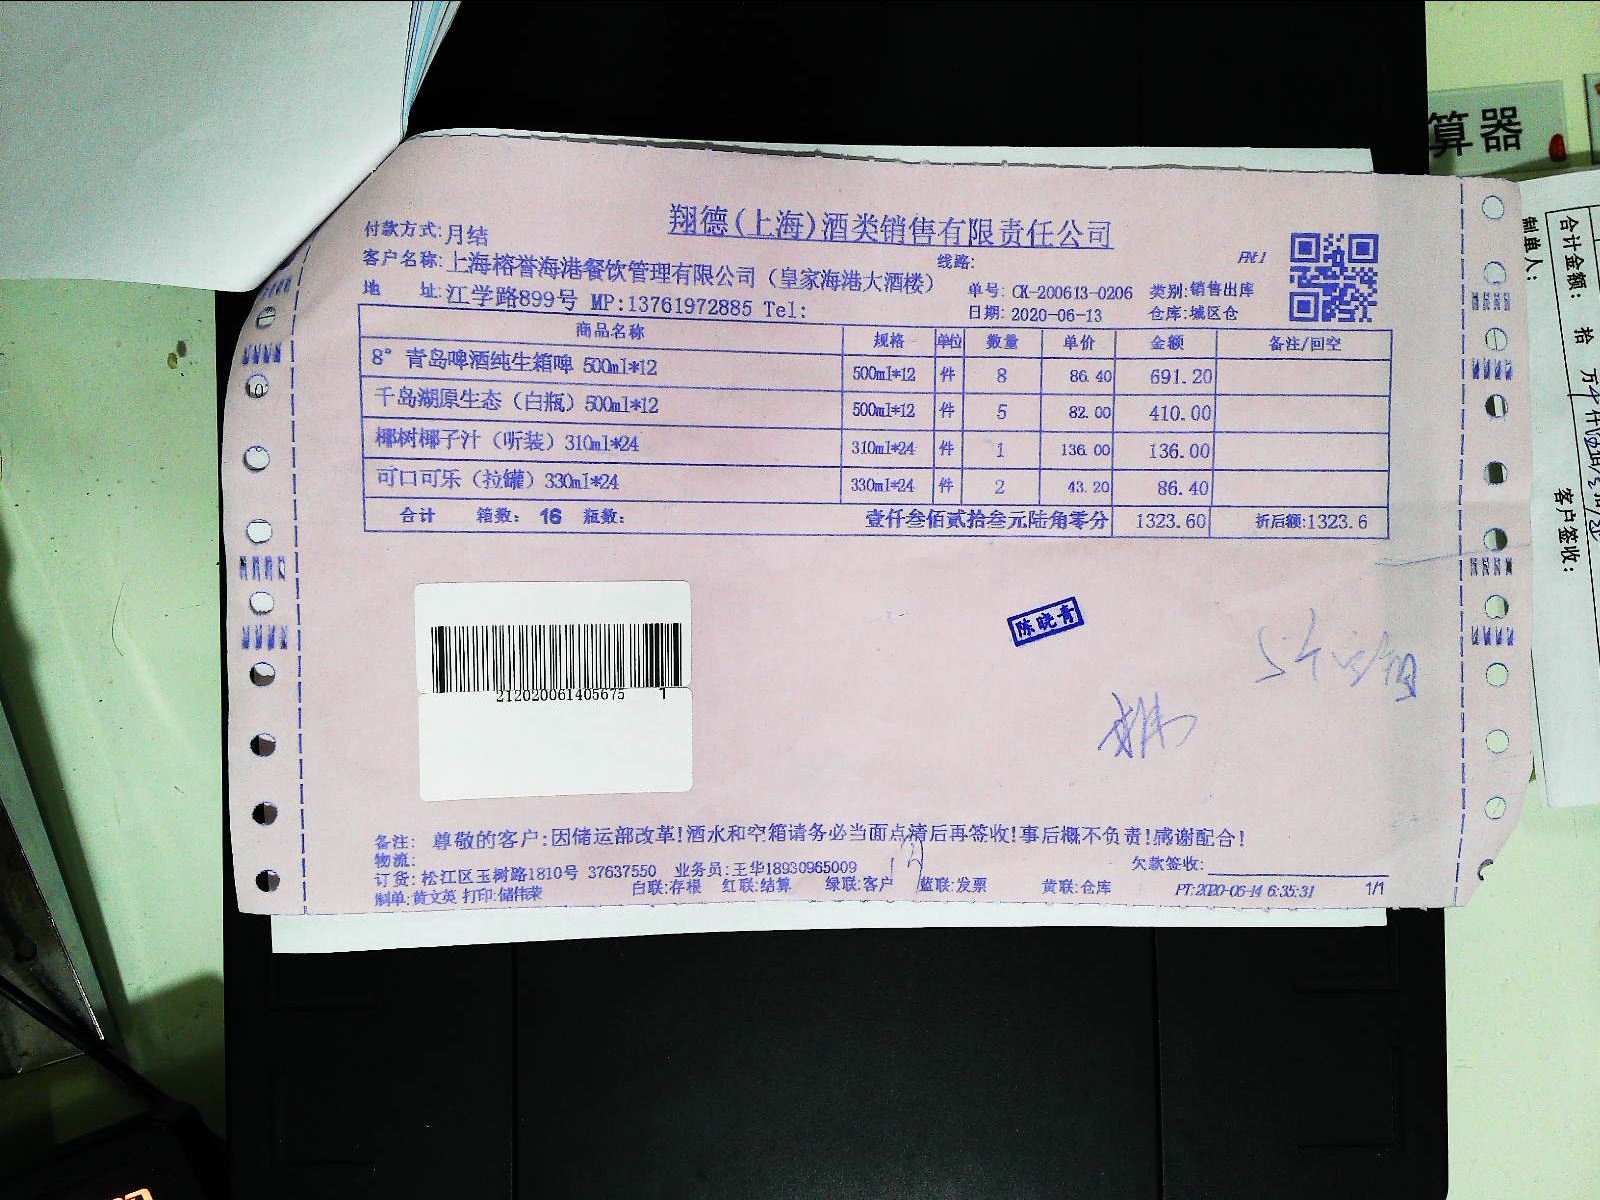 翔德(上海)酒类销售有限责任公司
付款方式:月结
客户名称:上海榕誉海港餐饮管理有限公司（皇家海港大酒楼） 线路:
地 址:江学路899号 MP:13761972885 Tel: 单号: CK-200613-0206 类别:销售出库
日期: 2020-06-13 仓库:城区仓
商品名称 规格 单位 数量 单价 金额 备注/回空
8° 青岛啤酒纯生箱啤 500ml*12 500ml*12 件 8 86.40 691.20
千岛湖原生态（白瓶）500ml*12 500ml*12 件 5 82.00 410.00
椰树椰子汁（听装）310ml*24 310ml*24 件 1 136.00 136.00
可口可乐（拉罐）330ml*24 330ml*24 件 2 43.20 86.40
合计 箱数: 16 瓶数: 壹仟叁佰贰拾叁元陆角零分 1323.60 折后额:1323.6
陈晓青
212020061405675 1
备注: 尊敬的客户:因储运部改革!酒水和空箱请务必当面点清后再签收!事后概不负责!感谢配合!
物流:
订货: 松江区玉树路1810号 37637550 业务员:王华18930965009 欠款签收:
制单:黄文英 打印:储伟荣 白联:存根 红联:结算 绿联:客户 蓝联:发票 黄联:仓库 PT:2020-06-14 6:35:31 1/1
算器
制单人:
合计金额: 拾 万
客户签收: